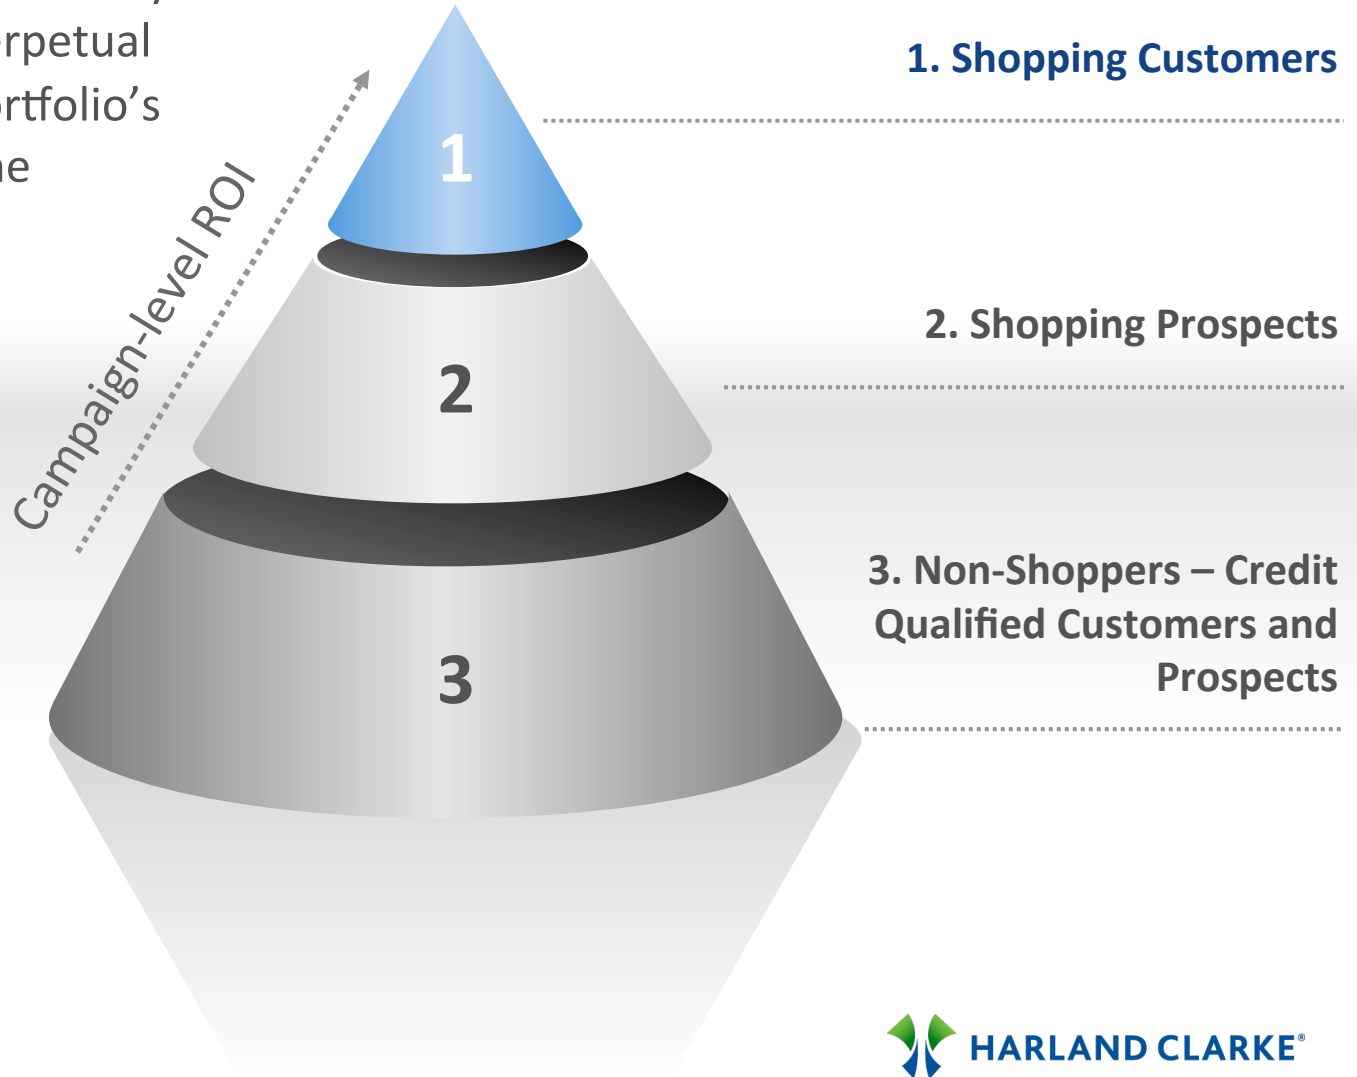 rpetual
rtfolio's
1. Shopping Customers
Campaign-level ROI
1
2. Shopping Prospects
2
3. Non-Shoppers – Credit
Qualified Customers and
Prospects
3
HARLAND CLARKE®